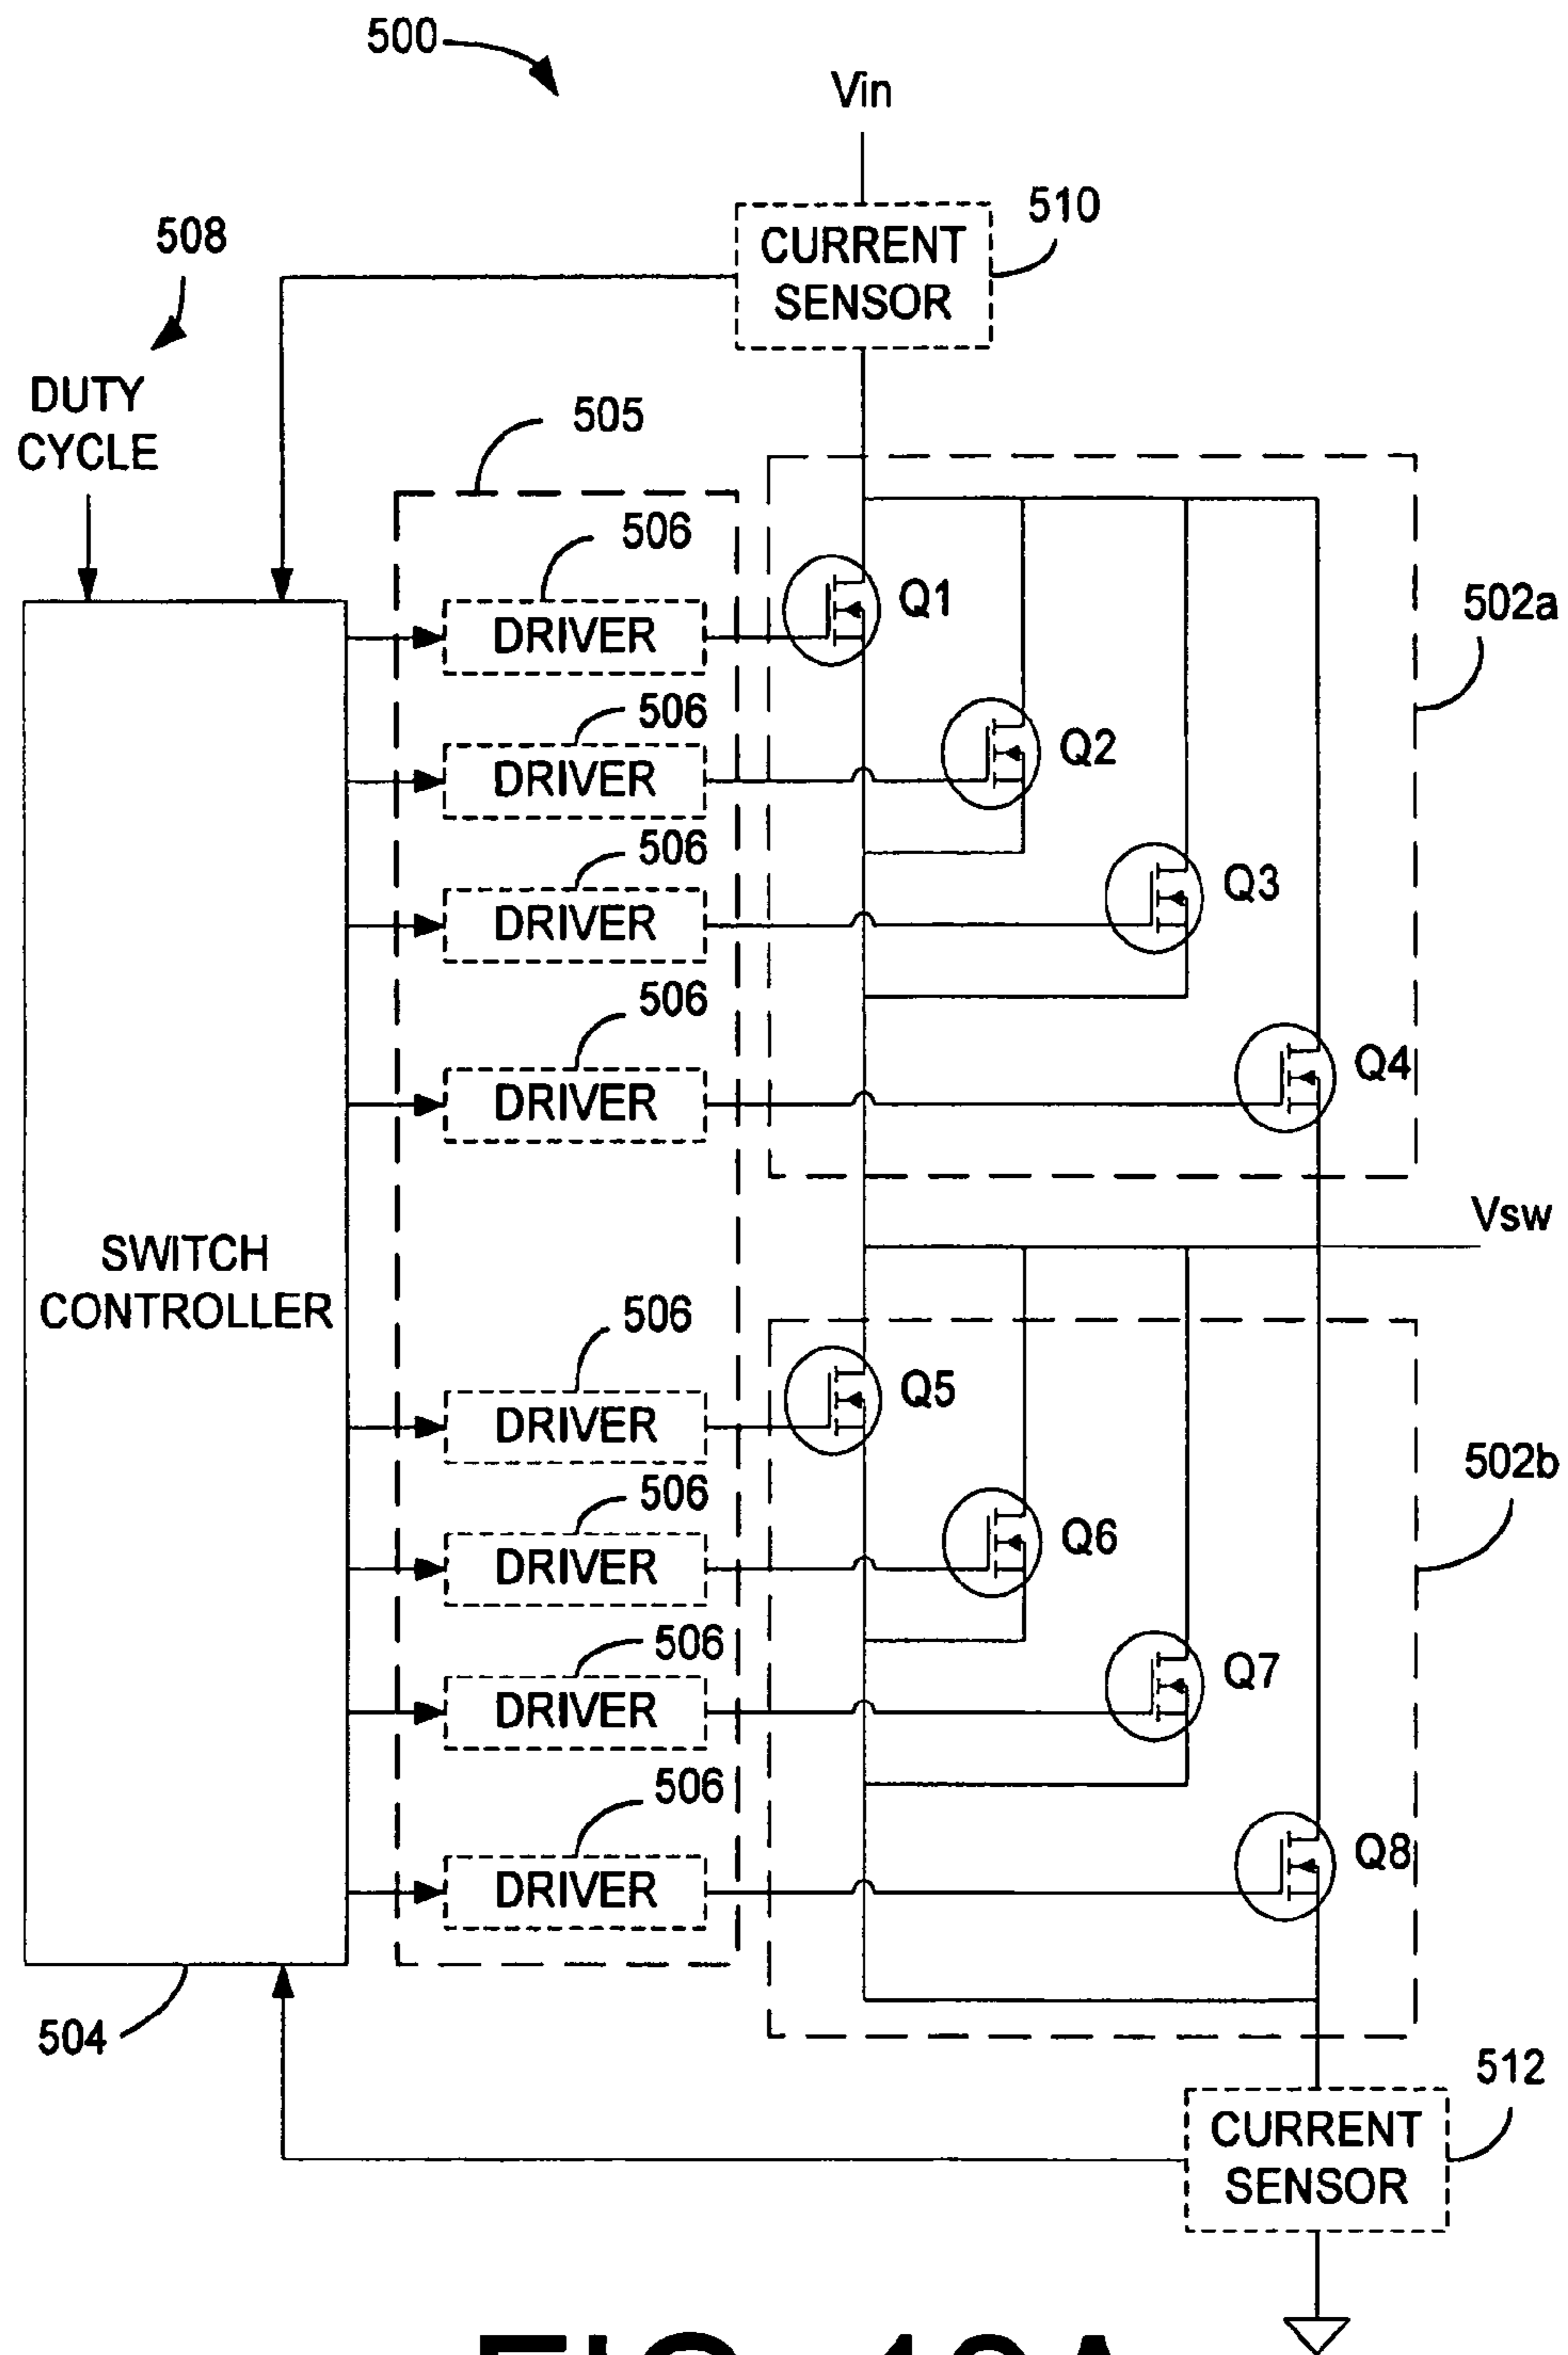 500
Vin
510
CURRENT
SENSOR
508
DUTY
CYCLE
505
506
DRIVER
Q1
502a
506
DRIVER
Q2
506
DRIVER
Q3
506
DRIVER
Q4
Vsw
SWITCH
CONTROLLER
506
DRIVER
Q5
502b
506
DRIVER
Q6
506
DRIVER
Q7
506
DRIVER
Q8
504
512
CURRENT
SENSOR